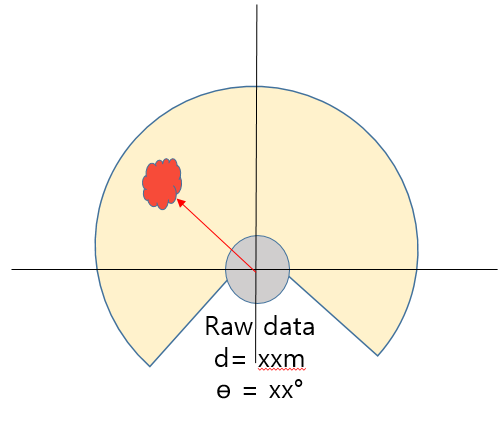 Raw data
d= xxm
ɵ = xx°